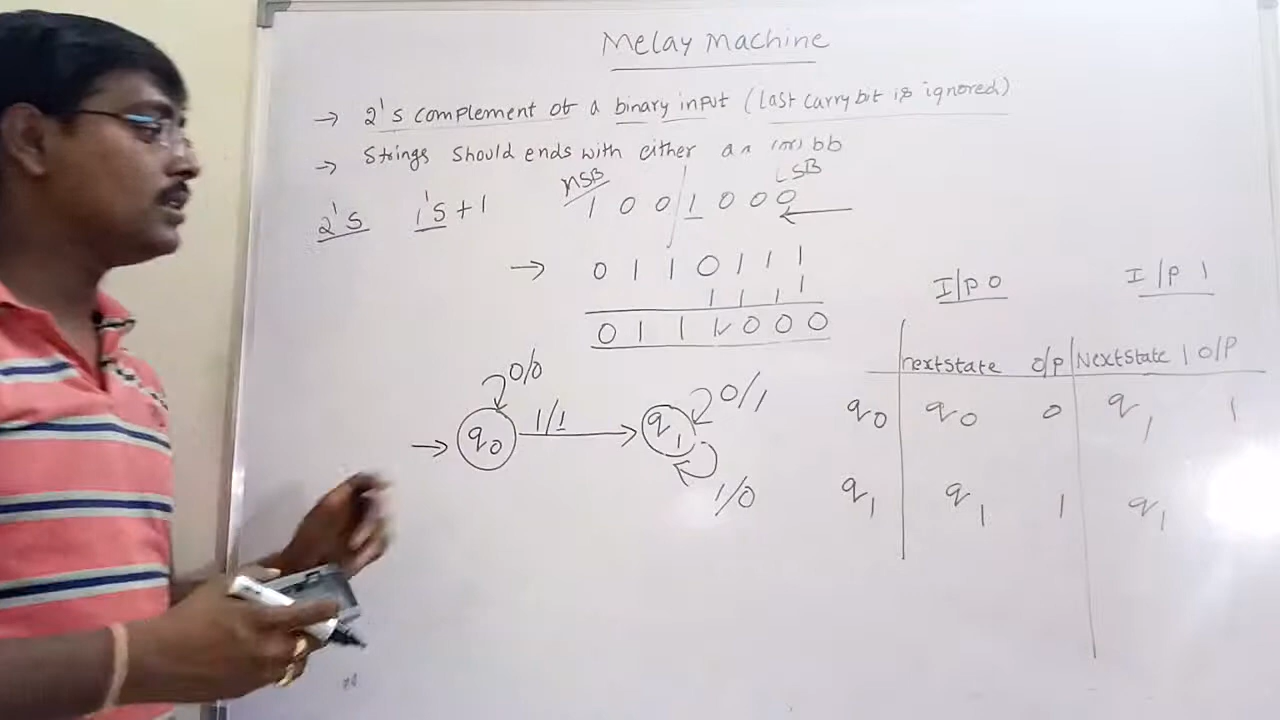 Melay Machine
→ 2's complement of a binary input (last carry bit is ignored)
→ Strings should ends with either aa (or) bb
MSB LSB
2's 1's + 1 1 0 0 1 0 0 0
→ 0 1 1 0 1 1 1
1 1 1 1
0 1 1 1 0 0 0
I/p 0 I/p 1
nextstate o/p Nextstate | O/P
q0 q0 0 q1 1
q1 q1 1 q1
0/0
→ q0 1/1 q1 0/1
1/0